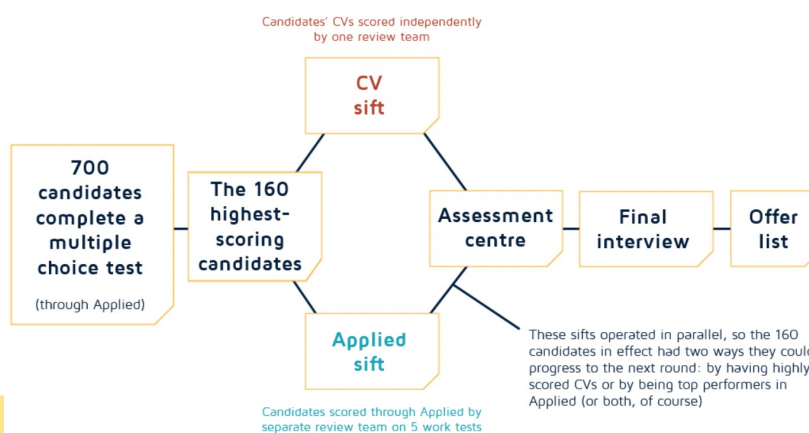 Candidates' CVs scored independently
by one review team
CV
sift
700
candidates
complete a
multiple
choice test
(through Applied)
The 160
highest-
scoring
candidates
Assessment
centre
Final
interview
Offer
list
Applied
sift
These sifts operated in parallel, so the 160
candidates in effect had two ways they could
progress to the next round: by having highly
scored CVs or by being top performers in
Applied (or both, of course)
Candidates scored through Applied by
separate review team on 5 work tests